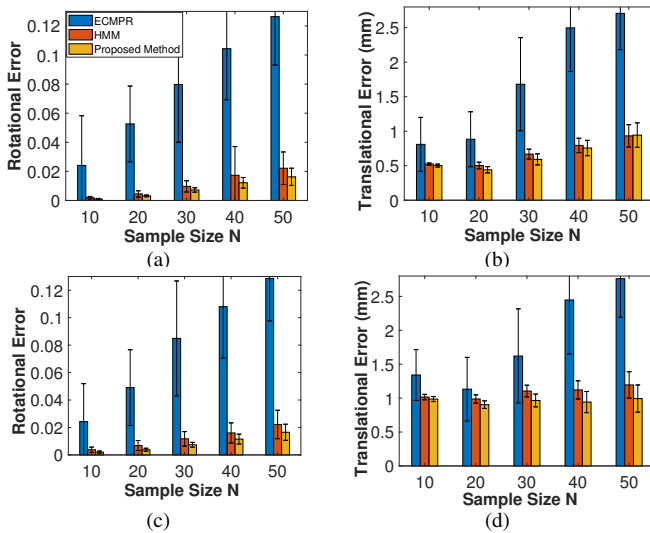 ECMPR
HMM
Proposed Method
Rotational Error
0.12
0.1
0.08
0.06
0.04
0.02
0
10 20 30 40 50
Sample Size N
(a)
Translational Error (mm)
2.5
2
1.5
1
0.5
0
10 20 30 40 50
Sample Size N
(b)
Rotational Error
0.12
0.1
0.08
0.06
0.04
0.02
0
10 20 30 40 50
Sample Size N
(c)
Translational Error (mm)
2.5
2
1.5
1
0.5
0
10 20 30 40 50
Sample Size N
(d)